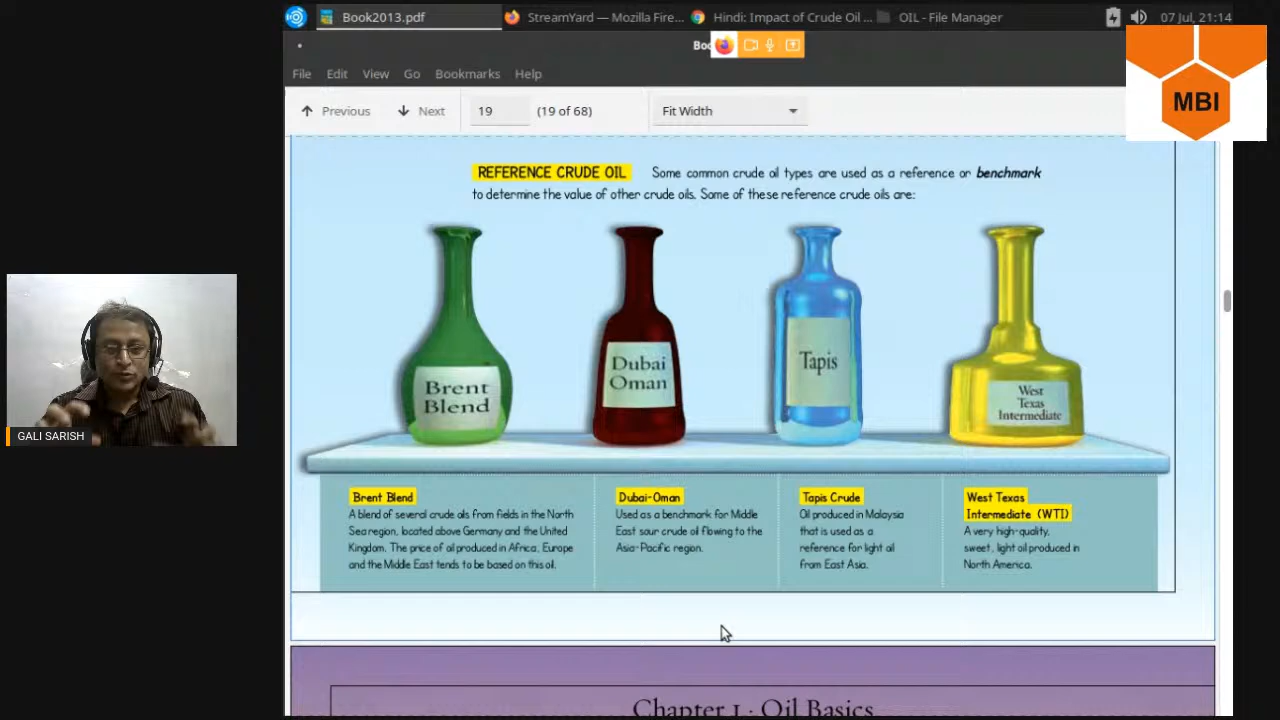 Book2013.pdf
StreamYard — Mozilla Fire...
Hindi: Impact of Crude Oil ...
OIL - File Manager
07 Jul, 21:14
MBI
File Edit View Go Bookmarks Help
Previous Next 19 (19 of 68) Fit Width
REFERENCE CRUDE OIL Some common crude oil types are used as a reference or benchmark
to determine the value of other crude oils. Some of these reference crude oils are:
Brent
Blend
Dubai
Oman
Tapis
West
Texas
Intermediate
GALI SARISH
Brent Blend
A blend of several crude oils from fields in the North
Sea region, located above Germany and the United
Kingdom. The price of oil produced in Africa, Europe
and the Middle East tends to be based on this oil.
Dubai-Oman
Used as a benchmark for Middle
East sour crude oil flowing to the
Asia-Pacific region.
Tapis Crude
Oil produced in Malaysia
that is used as a
reference for light oil
from East Asia.
West Texas
Intermediate (WTI)
A very high-quality,
sweet, light oil produced in
North America.
Chapter 1 · Oil Basics